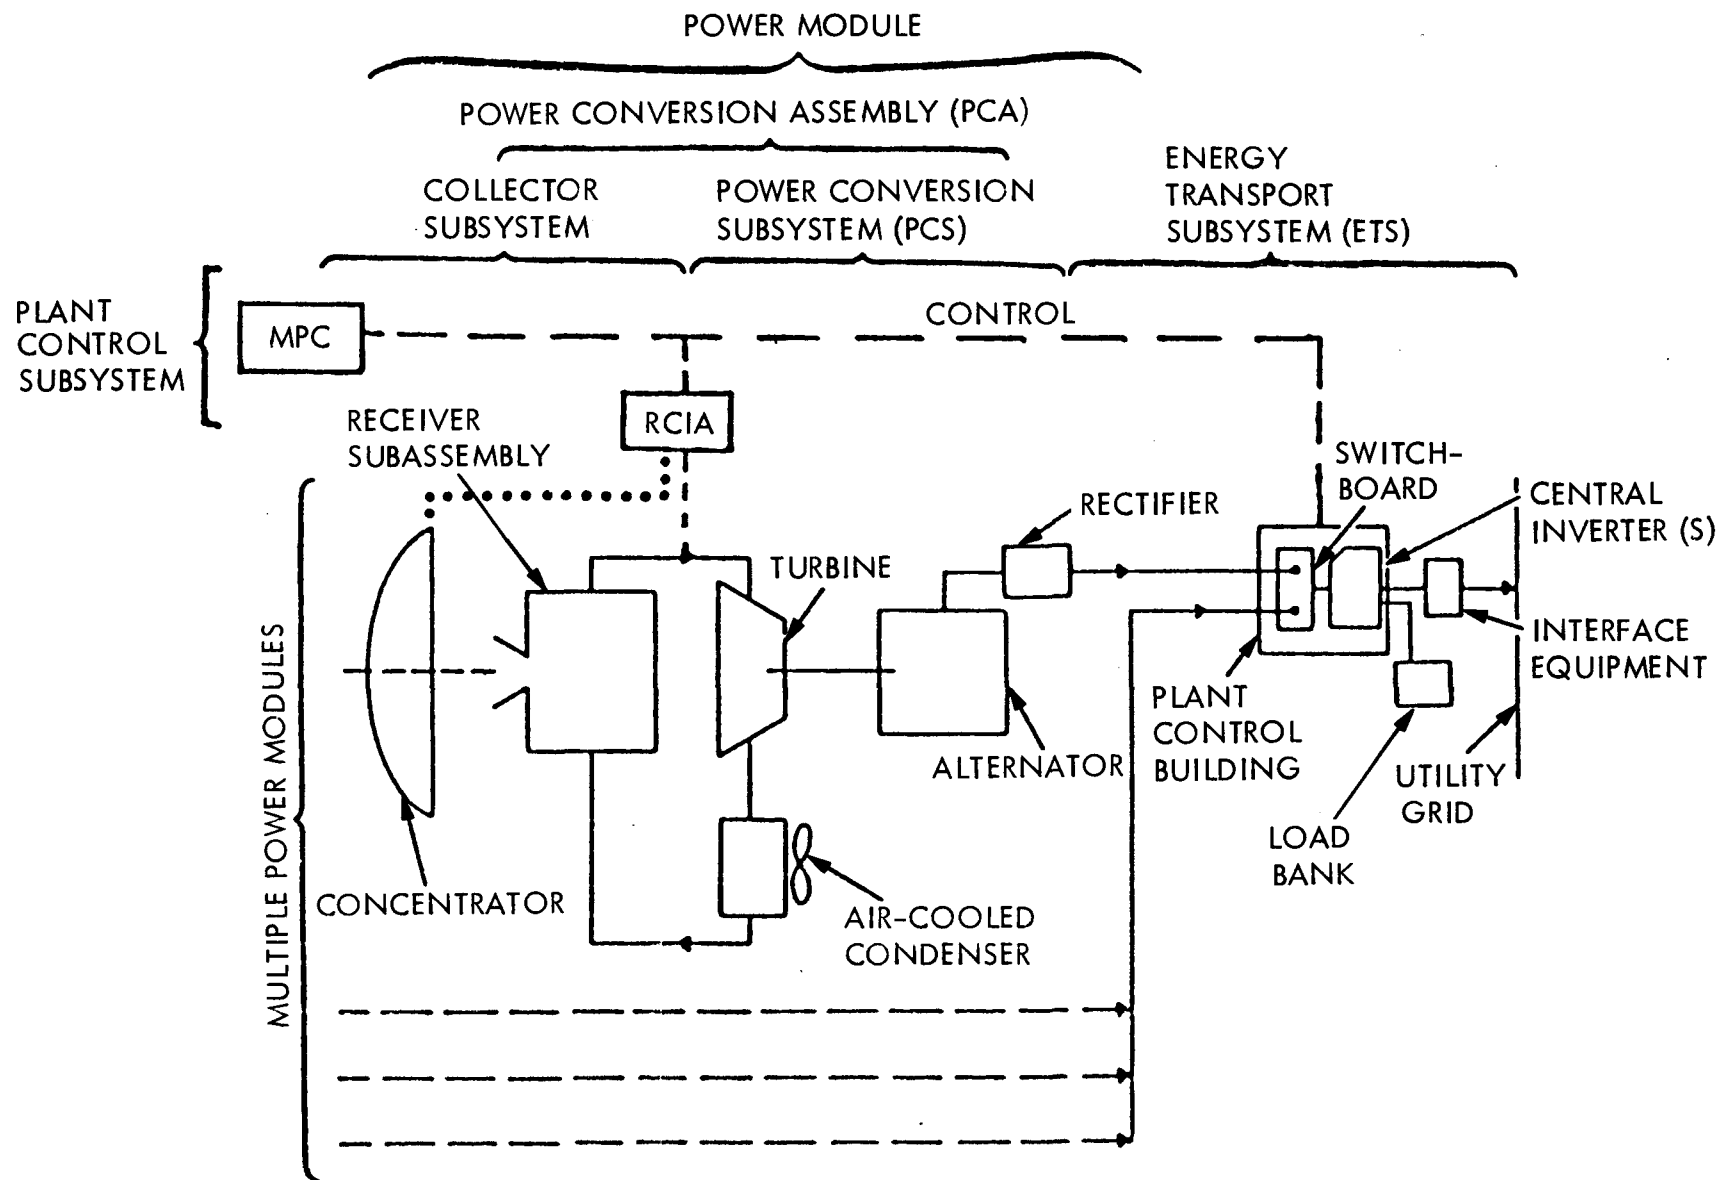 POWER MODULE
POWER CONVERSION ASSEMBLY (PCA)
COLLECTOR
SUBSYSTEM
POWER CONVERSION
SUBSYSTEM (PCS)
ENERGY
TRANSPORT
SUBSYSTEM (ETS)
PLANT
CONTROL
SUBSYSTEM
MPC
CONTROL
RCIA
RECEIVER
SUBASSEMBLY
SWITCH-
BOARD
RECTIFIER
CENTRAL
INVERTER (S)
TURBINE
INTERFACE
EQUIPMENT
MULTIPLE POWER MODULES
PLANT
CONTROL
BUILDING
ALTERNATOR
UTILITY
GRID
LOAD
BANK
CONCENTRATOR
AIR-COOLED
CONDENSER